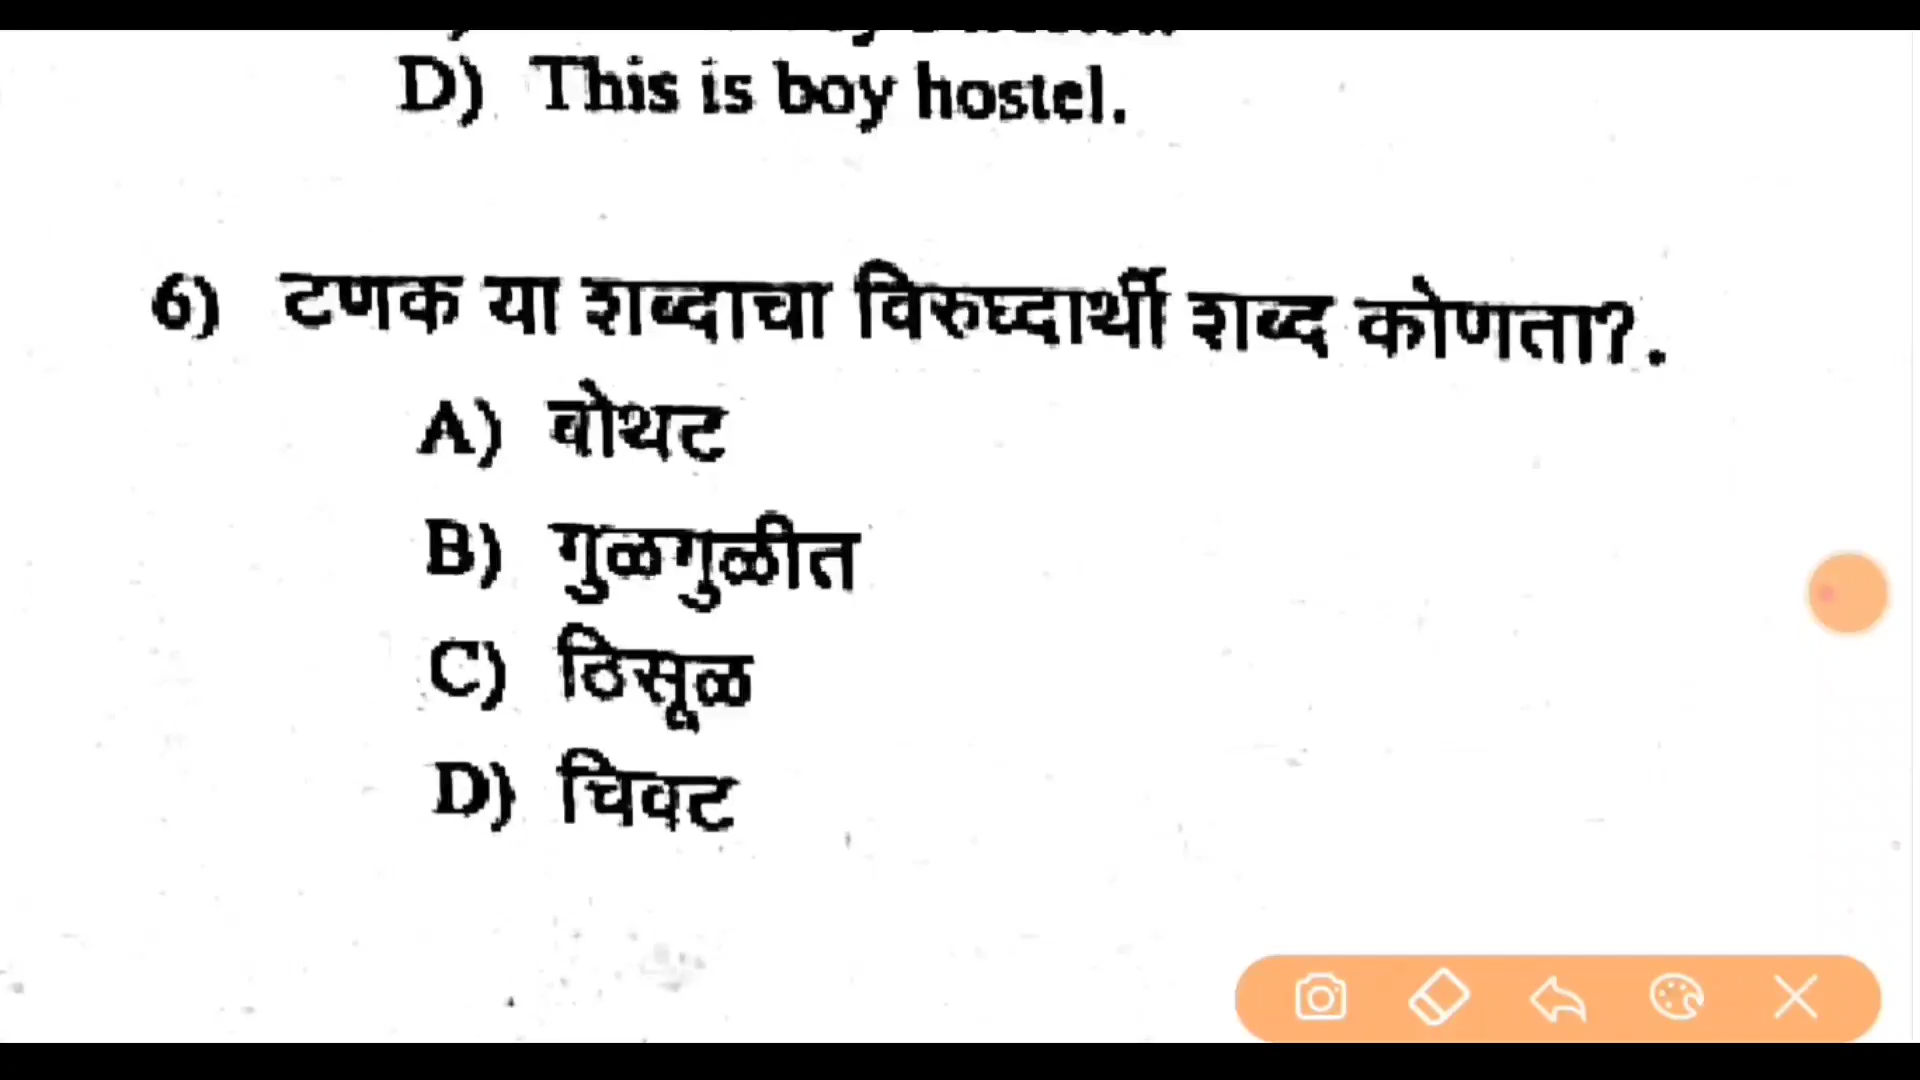 D) This is boy hostel.
6) टणक या शब्दाचा विरुध्दार्थी शब्द कोणता?.
A) बोथट
B) गुळगुळीत
C) ठिसूळ
D) चिवट